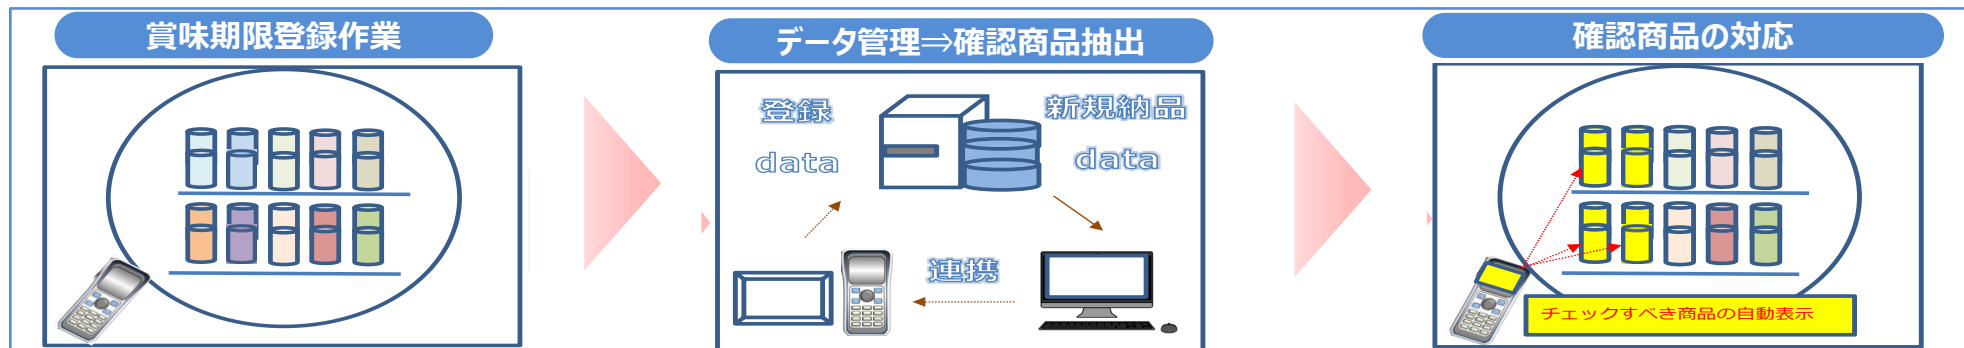 賞味期限登録作業
データ管理⇒確認商品抽出
登録
data
新規納品
data
連携
確認商品の対応
チェックすべき商品の自動表示